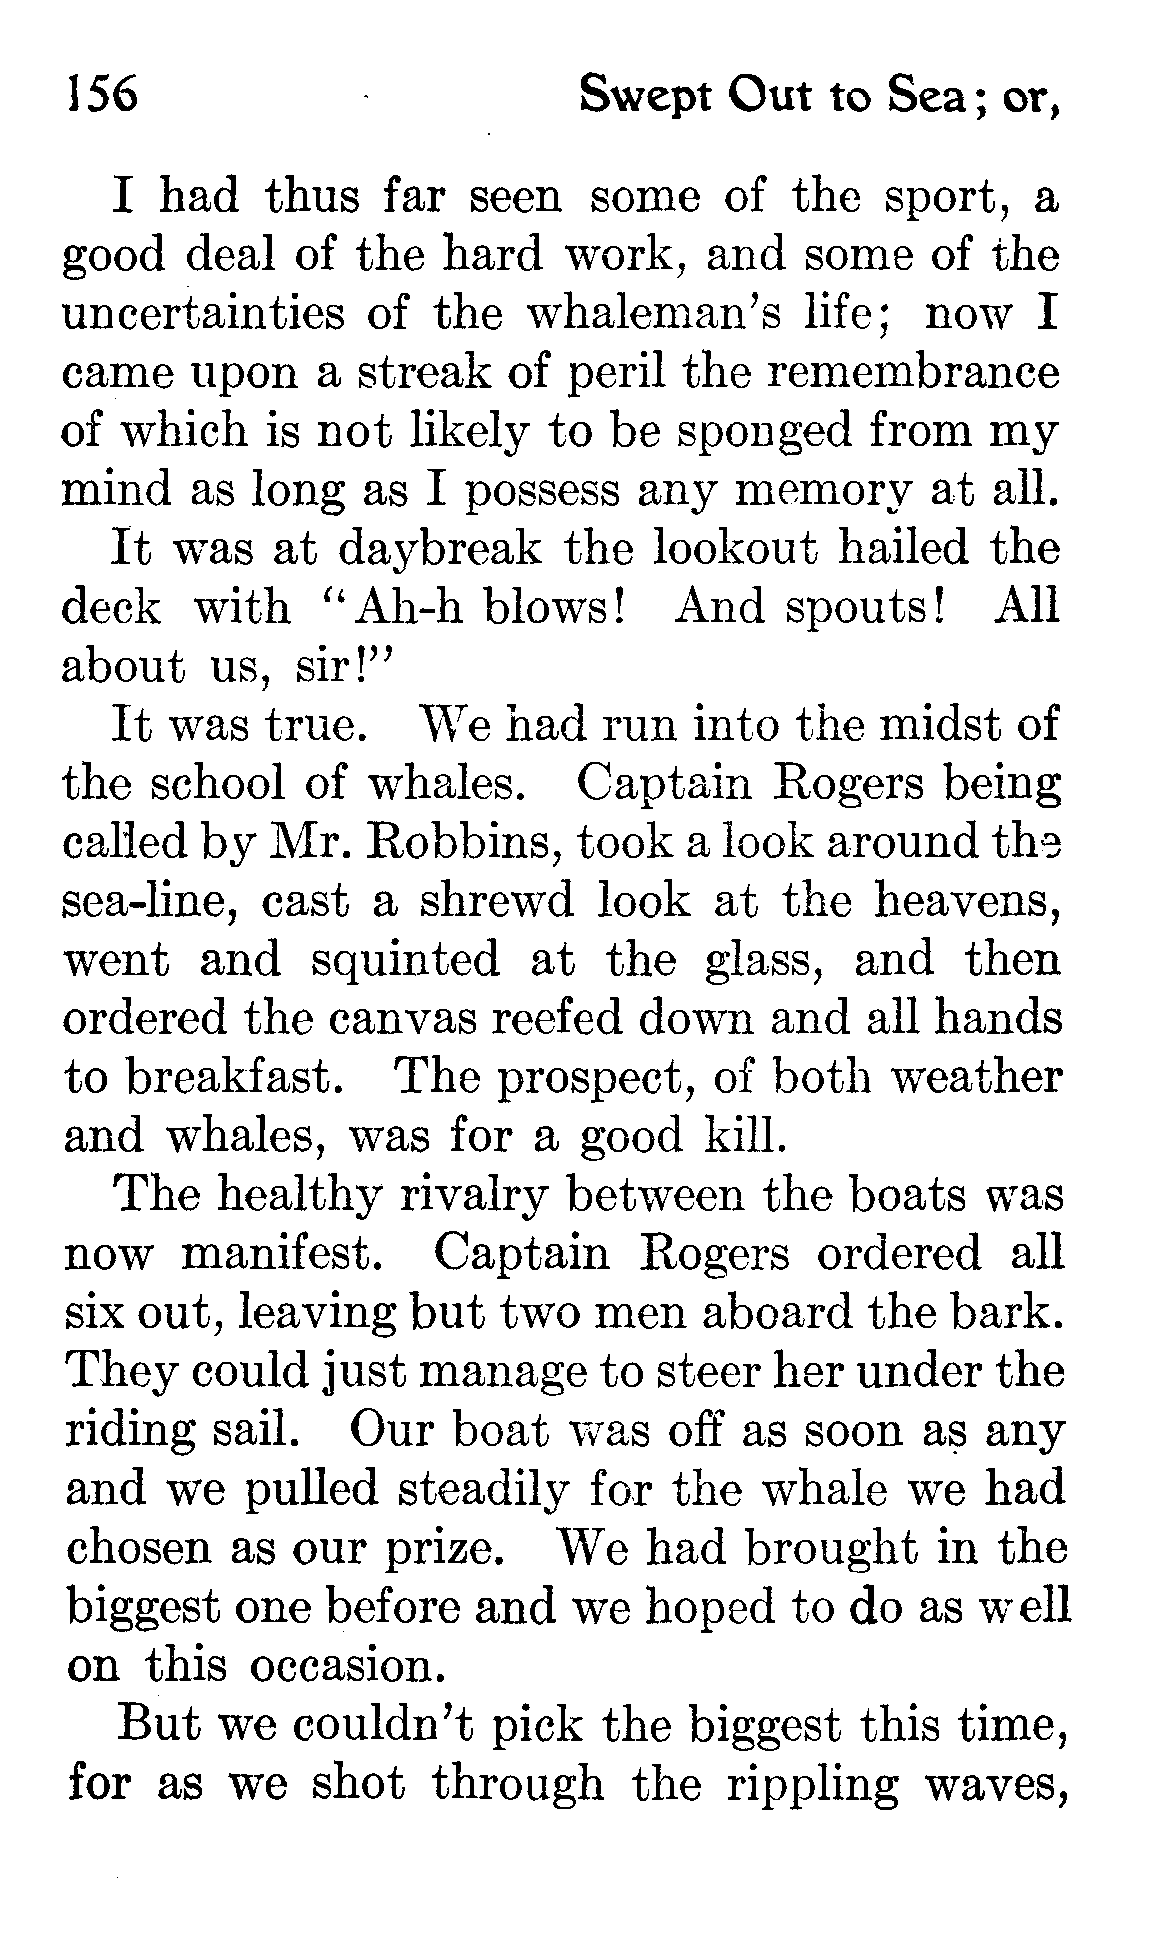 156 Swept Out to Sea; or,
I had thus far seen some of the sport, a
good deal of the hard work, and some of the
uncertainties of the whaleman's life; now I
came upon a streak of peril the remembrance
of which is not likely to be sponged from my
mind as long as I possess any memory at all.
It was at daybreak the lookout hailed the
deck with "Ah-h blows! And spouts! All
about us, sir!"
It was true. We had run into the midst of
the school of whales. Captain Rogers being
called by Mr. Robbins, took a look around the
sea-line, cast a shrewd look at the heavens,
went and squinted at the glass, and then
ordered the canvas reefed down and all hands
to breakfast. The prospect, of both weather
and whales, was for a good kill.
The healthy rivalry between the boats was
now manifest. Captain Rogers ordered all
six out, leaving but two men aboard the bark.
They could just manage to steer her under the
riding sail. Our boat was off as soon as any
and we pulled steadily for the whale we had
chosen as our prize. We had brought in the
biggest one before and we hoped to do as well
on this occasion.
But we couldn't pick the biggest this time,
for as we shot through the rippling waves,